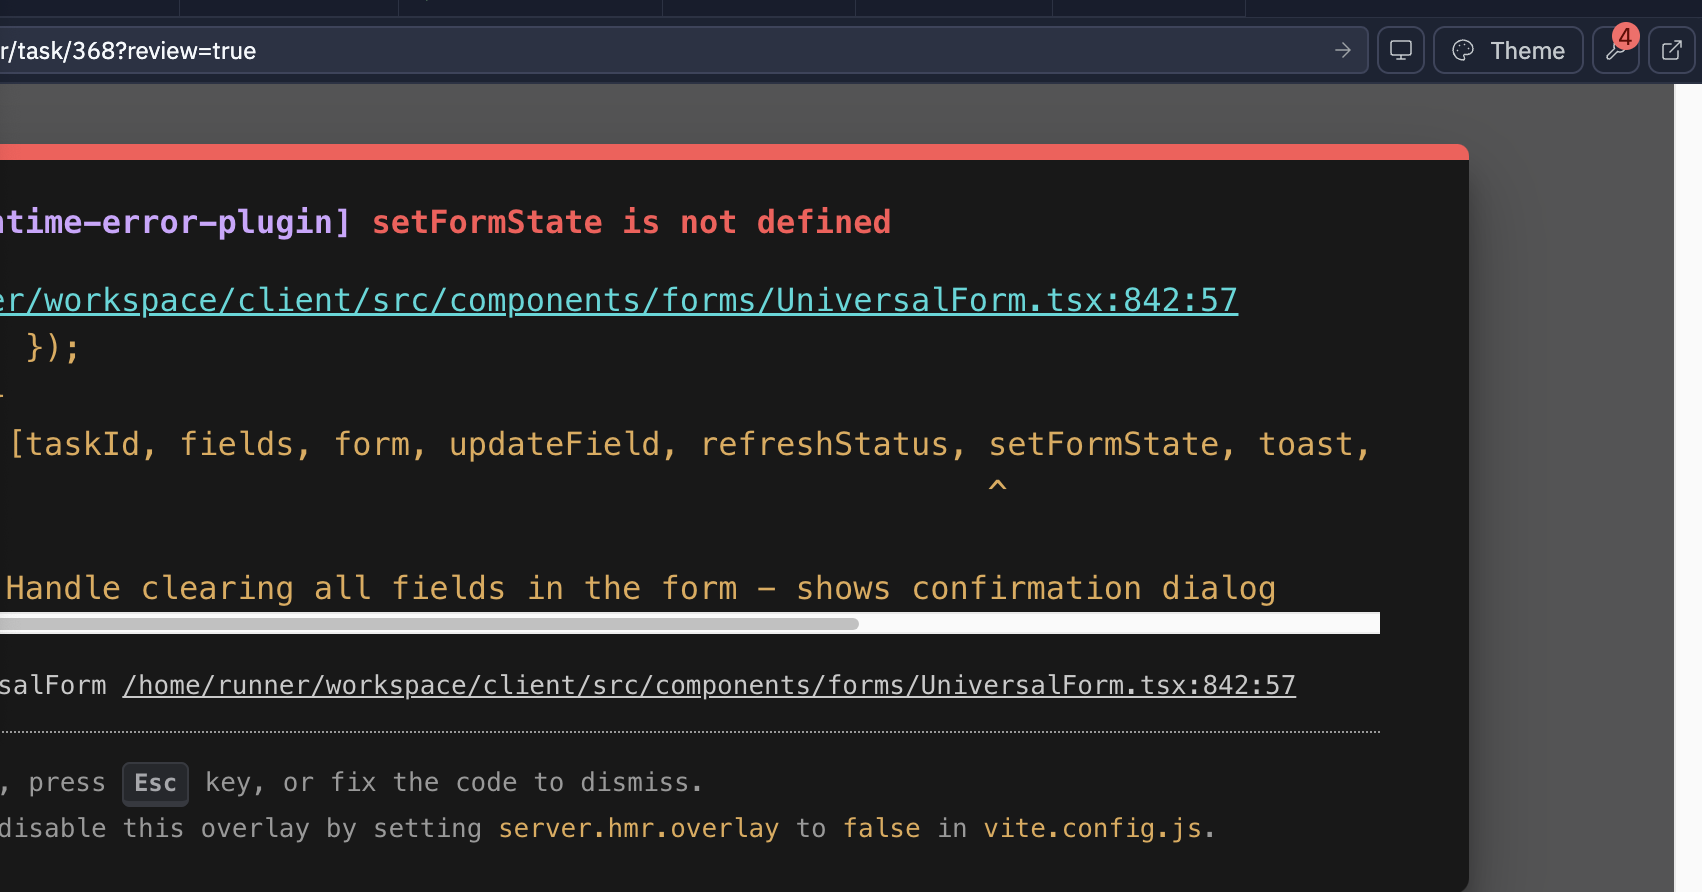 r/task/368?review=true
Theme
4
time-error-plugin] setFormState is not defined
er/workspace/client/src/components/forms/UniversalForm.tsx:842:57
});
[taskId, fields, form, updateField, refreshStatus, setFormState, toast,
^
Handle clearing all fields in the form – shows confirmation dialog
salForm /home/runner/workspace/client/src/components/forms/UniversalForm.tsx:842:57
, press Esc key, or fix the code to dismiss.
disable this overlay by setting server.hmr.overlay to false in vite.config.js.